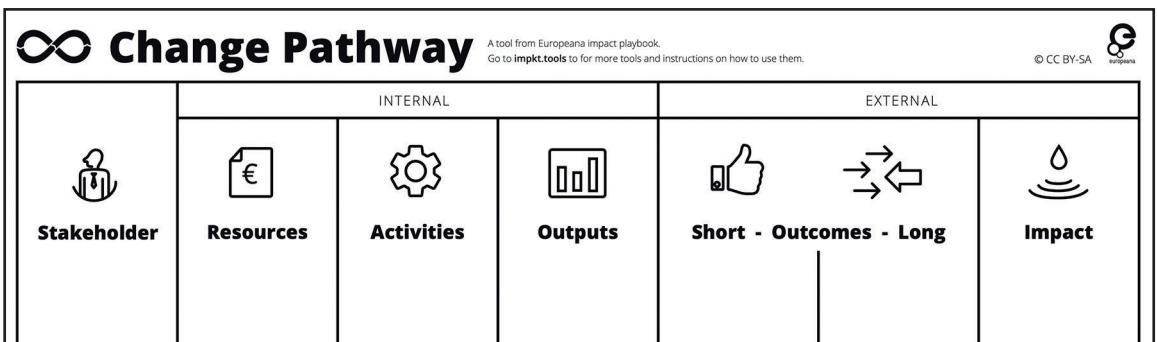 Change Pathway
A tool from Europeana impact playbook.
Go to impkt.tools to for more tools and instructions on how to use them.
© CC BY-SA
europeana
INTERNAL
EXTERNAL
€
Stakeholder
Resources
Activities
Outputs
Short - Outcomes - Long
Impact